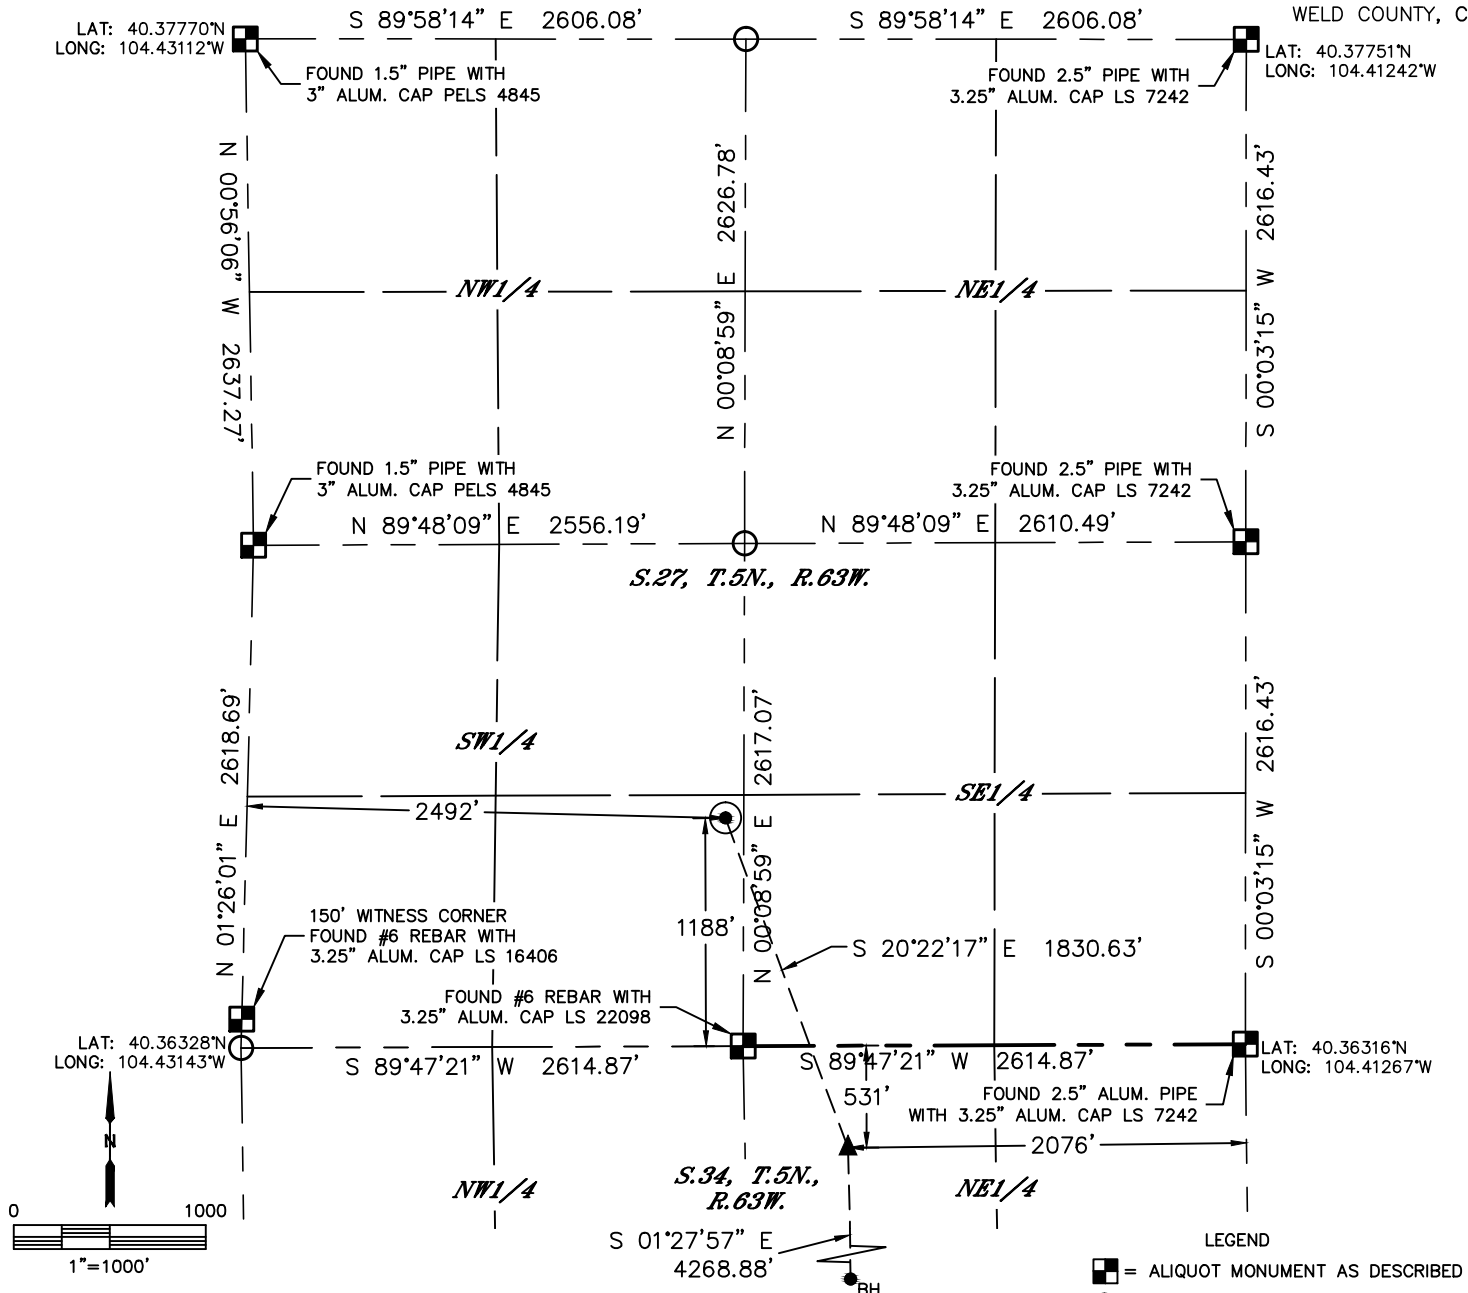 S 89°58'14" E 2606.08'
S 89°58'14" E 2606.08'
WELD COUNTY, C
LAT: 40.37770°N
LONG: 104.43112°W
LAT: 40.37751°N
LONG: 104.41242°W
FOUND 1.5" PIPE WITH
3" ALUM. CAP PELS 4845
FOUND 2.5" PIPE WITH
3.25" ALUM. CAP LS 7242
N 00°56'06" W 2637.27'
N 00°08'59" E 2626.78'
S 00°03'15" W 2616.43'
NW1/4
NE1/4
FOUND 1.5" PIPE WITH
3" ALUM. CAP PELS 4845
FOUND 2.5" PIPE WITH
3.25" ALUM. CAP LS 7242
N 89°48'09" E 2556.19'
N 89°48'09" E 2610.49'
S.27, T.5N., R.63W.
N 01°26'01" E 2618.69'
N 00°08'59" E 2617.07'
S 00°03'15" W 2616.43'
SW1/4
SE1/4
2492'
1188'
150' WITNESS CORNER
FOUND #6 REBAR WITH
3.25" ALUM. CAP LS 16406
S 20°22'17" E 1830.63'
FOUND #6 REBAR WITH
3.25" ALUM. CAP LS 22098
LAT: 40.36328°N
LONG: 104.43143°W
S 89°47'21" W 2614.87'
S 89°47'21" W 2614.87'
LAT: 40.36316°N
LONG: 104.41267°W
531'
FOUND 2.5" ALUM. PIPE
WITH 3.25" ALUM. CAP LS 7242
2076'
N
NW1/4
S.34, T.5N.,
R.63W.
NE1/4
0 1000
1"=1000'
S 01°27'57" E
4268.88'
BH
LEGEND
= ALIQUOT MONUMENT AS DESCRIBED